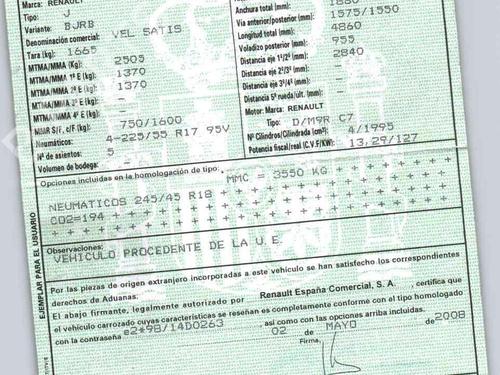 Marca: RENAULT
Tipo: J
Variante: BJRB
Denominación comercial: VEL SATIS
Tara (kg): 1665
MTMA/MMA (Kg): 2505
MTMA/MMA 1º E (Kg): 1370
MTMA/MMA 2º E (Kg): 1370
MTMA/MMA 3º E (Kg): -
MTMA/MMA 4º E (Kg): -
MMR S/F, c/F (kg): 750/1600
Neumáticos: 4-225/55 R17 95V
Nº de asientos: 5
Volumen de bodega: -
Anchura total (mm):
Vía anterior/posterior (mm): 1575/1550
Longitud total (mm): 4860
Voladizo posterior (mm): 955
Distancia eje 1º/2º (mm): 2840
Distancia eje 2º/3º (mm): -
Distancia eje 3º/4º (mm): -
Distancia 5ª rueda/últ. (mm): -
Motor: Marca: RENAULT
Tipo: D/M9R C7
Nº Cilindros/Cilindrada (cm³): 4/1995
Potencia fiscal/real (C.V.F/KW): 13,29/127
Opciones incluidas en la homologación de tipo:
NEUMATICOS 245/45 R18 MMC = 3550 KG
CO2=194
Observaciones:
VEHICULO PROCEDENTE DE LA U.E.
EJEMPLAR PARA EL USUARIO
Por las piezas de origen extranjero incorporadas a este vehículo se han satisfecho los correspondientes
derechos de Aduanas:
El abajo firmante, legalmente autorizado por Renault España Comercial, S. A., certifica que
el vehículo carrozado cuyas características se reseñan es completamente conforme con el tipo homologado
con la contraseña e2*98/14D0263, así como con las opciones arriba incluidas.
02 de MAYO de 2008
Firma,